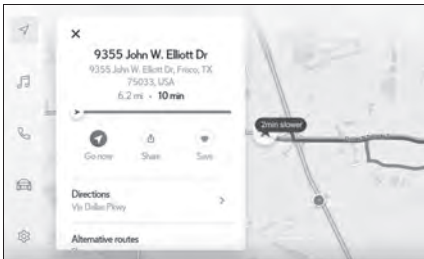 9355 John W. Elliott Dr
9355 John W. Elliott Dr, Frisco, TX
75033, USA
6.2 mi • 10 min
2min slower
Go now
Share
Save
Directions
Via Dallas Pkwy
Alternative routes